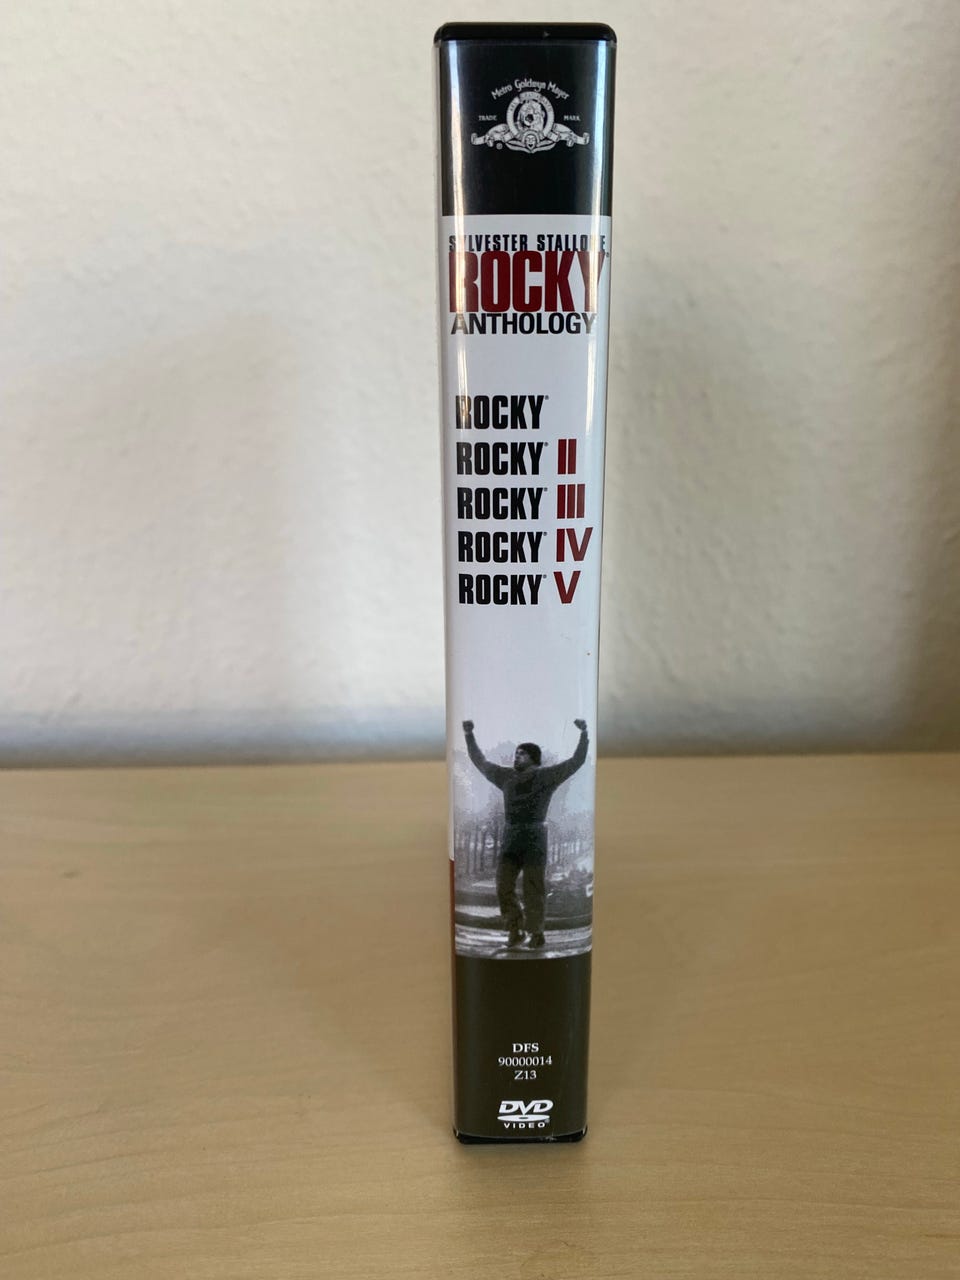 Metro Goldwyn Mayer
TRADE MARK
SYLVESTER STALLONE
ROCKY®
ANTHOLOGY
ROCKY®
ROCKY® II
ROCKY® III
ROCKY® IV
ROCKY® V
DFS
90000014
Z13
DVD
VIDEO